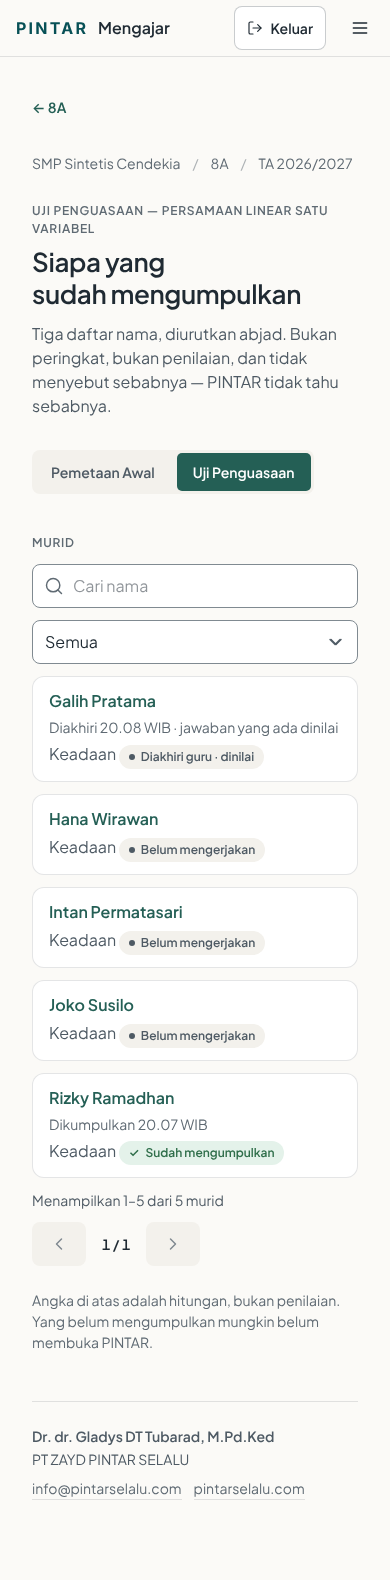 PINTAR Mengajar
Keluar
← 8A
SMP Sintetis Cendekia / 8A / TA 2026/2027
UJI PENGUASAAN — PERSAMAAN LINEAR SATU
VARIABEL
Siapa yang
sudah mengumpulkan
Tiga daftar nama, diurutkan abjad. Bukan
peringkat, bukan penilaian, dan tidak
menyebut sebabnya — PINTAR tidak tahu
sebabnya.
Pemetaan Awal
Uji Penguasaan
MURID
Cari nama
Semua
Galih Pratama
Diakhiri 20.08 WIB · jawaban yang ada dinilai
Keadaan Diakhiri guru · dinilai
Hana Wirawan
Keadaan Belum mengerjakan
Intan Permatasari
Keadaan Belum mengerjakan
Joko Susilo
Keadaan Belum mengerjakan
Rizky Ramadhan
Dikumpulkan 20.07 WIB
Keadaan Sudah mengumpulkan
Menampilkan 1–5 dari 5 murid
1/1
Angka di atas adalah hitungan, bukan penilaian.
Yang belum mengumpulkan mungkin belum
membuka PINTAR.
Dr. dr. Gladys DT Tubarad, M.Pd.Ked
PT ZAYD PINTAR SELALU
info@pintarselalu.com pintarselalu.com